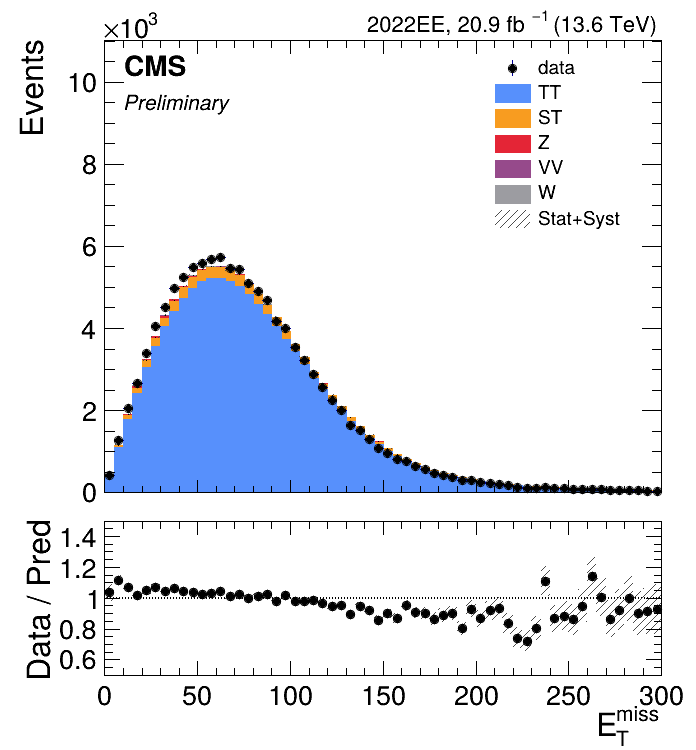 ×10³
2022EE, 20.9 fb ⁻¹ (13.6 TeV)
Events
CMS
Preliminary
data
TT
ST
Z
VV
W
Stat+Syst
10
8
6
4
2
0
Data / Pred
1.4
1.2
1
0.8
0.6
0 50 100 150 200 250 300
E_T^miss